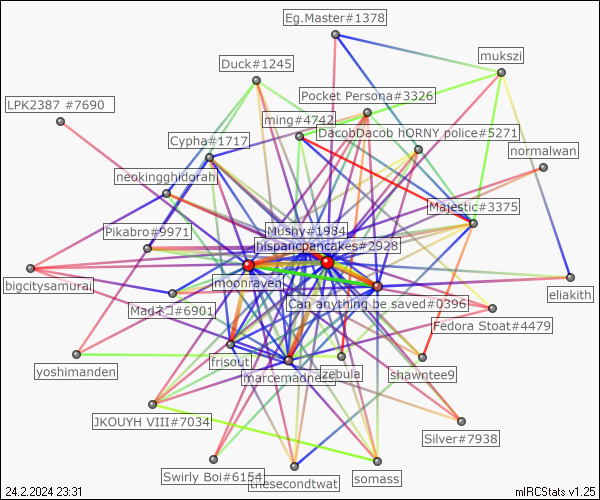 Eg.Master#1378
mukszi
Duck#1245
Pocket Persona#3326
LPK2387 #7690
ming#4742
DacobDacob hORNY police#5271
Cypha#1717
normalwan
neokingghidorah
Majestic#3375
Pikabro#9971
Mushy#1984
hispanicpancakes#2928
bigcitysamurai
moonraven
eliakith
Madネコ#6901
Can anything be saved#0396
Fedora Stoat#4479
frisout
yoshimanden
marcemadness
zebula
shawntee9
JKOUYH VIII#7034
Silver#7938
Swirly Boi#6154
thesecondtwat
somass
24.2.2024 23:31
mIRCStats v1.25